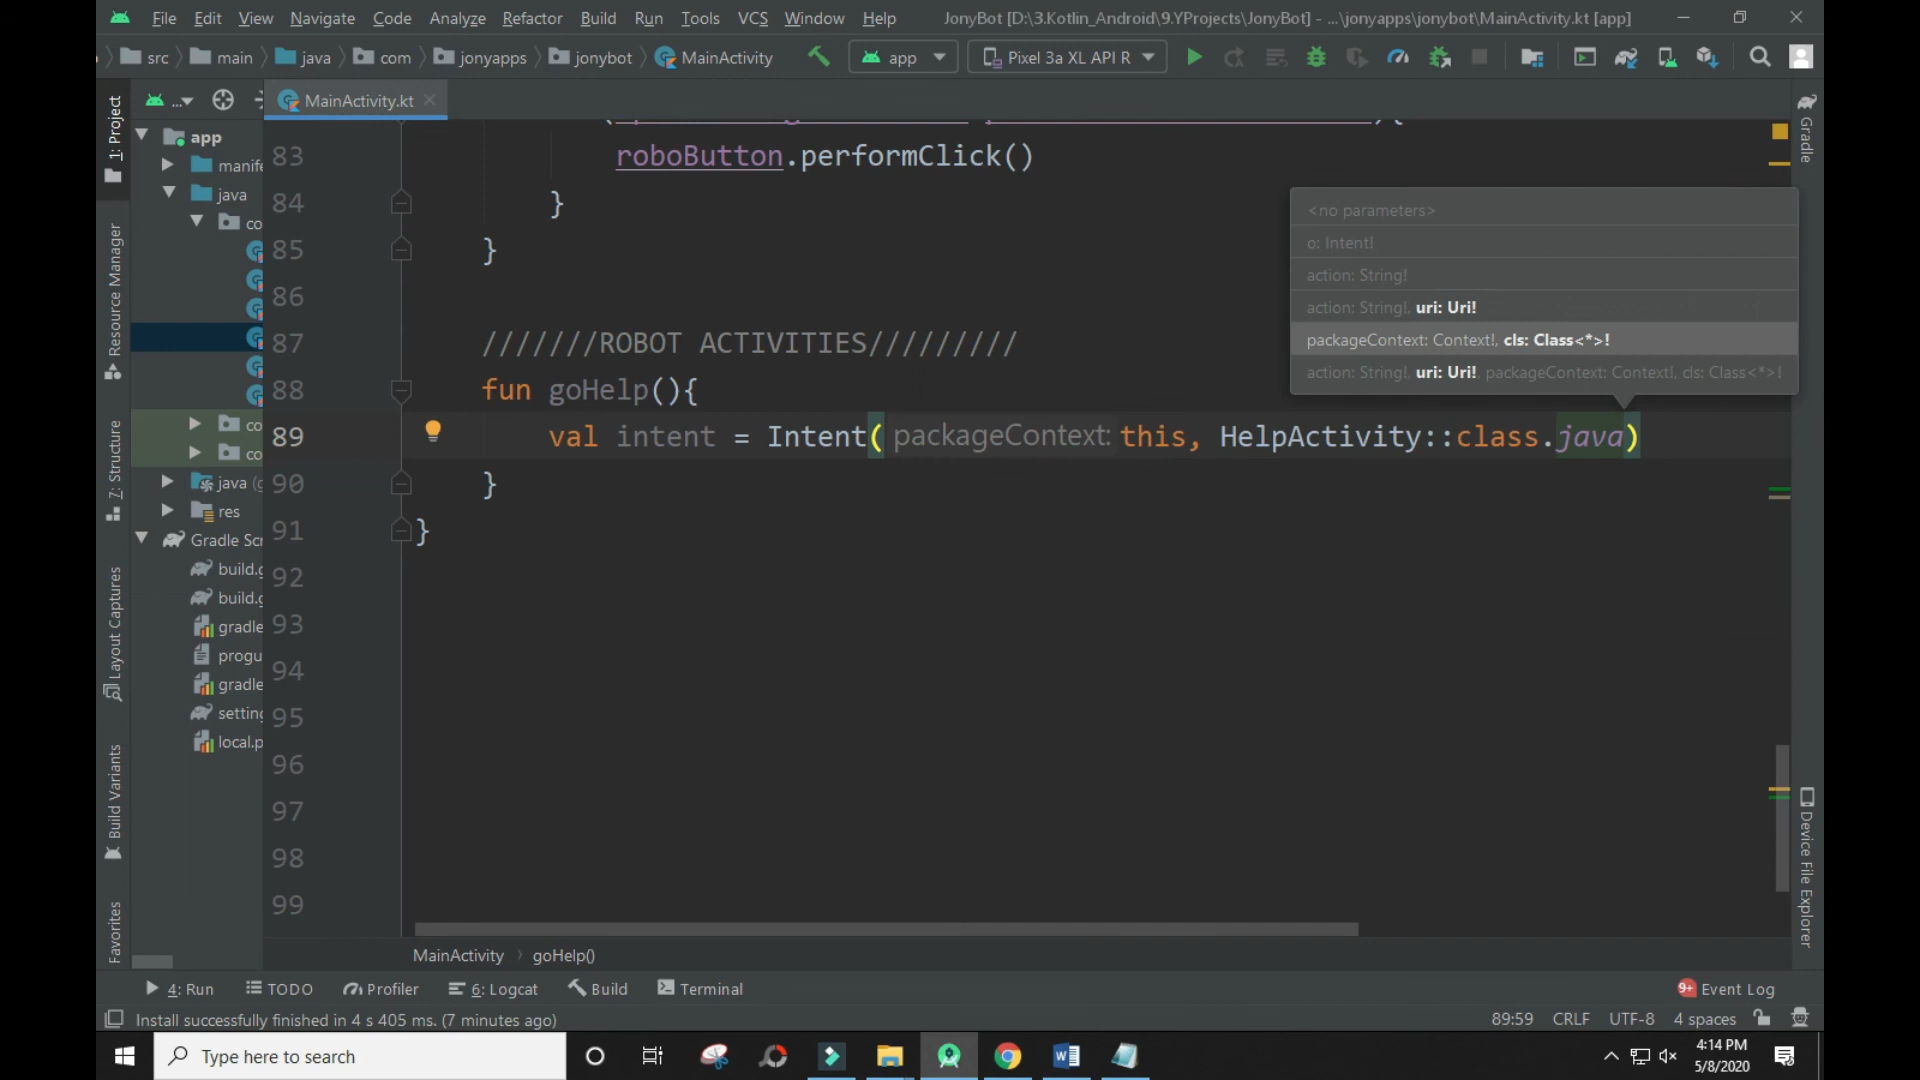 File Edit View Navigate Code Analyze Refactor Build Run Tools VCS Window Help JonyBot [D:\3.Kotlin_Android\9.YProjects\JonyBot] - ...\jonyapps\jonybot\MainActivity.kt [app]
src main java com jonyapps jonybot MainActivity app Pixel 3a XL API R
1: Project
Resource Manager
7: Structure
Layout Captures
Build Variants
Favorites
...
app
manife
java
co
co
co
java (g
res
Gradle Scr
build.g
build.g
gradle
progu
gradle
setting
local.p
MainActivity.kt
83 roboButton.performClick()
84 }
85 }
86
87 ///////ROBOT ACTIVITIES/////////
88 fun goHelp(){
89 val intent = Intent( packageContext: this, HelpActivity::class.java)
90 }
91 }
92
93
94
95
96
97
98
99
<no parameters>
o: Intent!
action: String!
action: String!, uri: Uri!
packageContext: Context!, cls: Class<*>!
action: String!, uri: Uri!, packageContext: Context!, cls: Class<*>!
Gradle
Device File Explorer
MainActivity goHelp()
4: Run TODO Profiler 6: Logcat Build Terminal 9+ Event Log
Install successfully finished in 4 s 405 ms. (7 minutes ago) 89:59 CRLF UTF-8 4 spaces
Type here to search
4:14 PM
5/8/2020